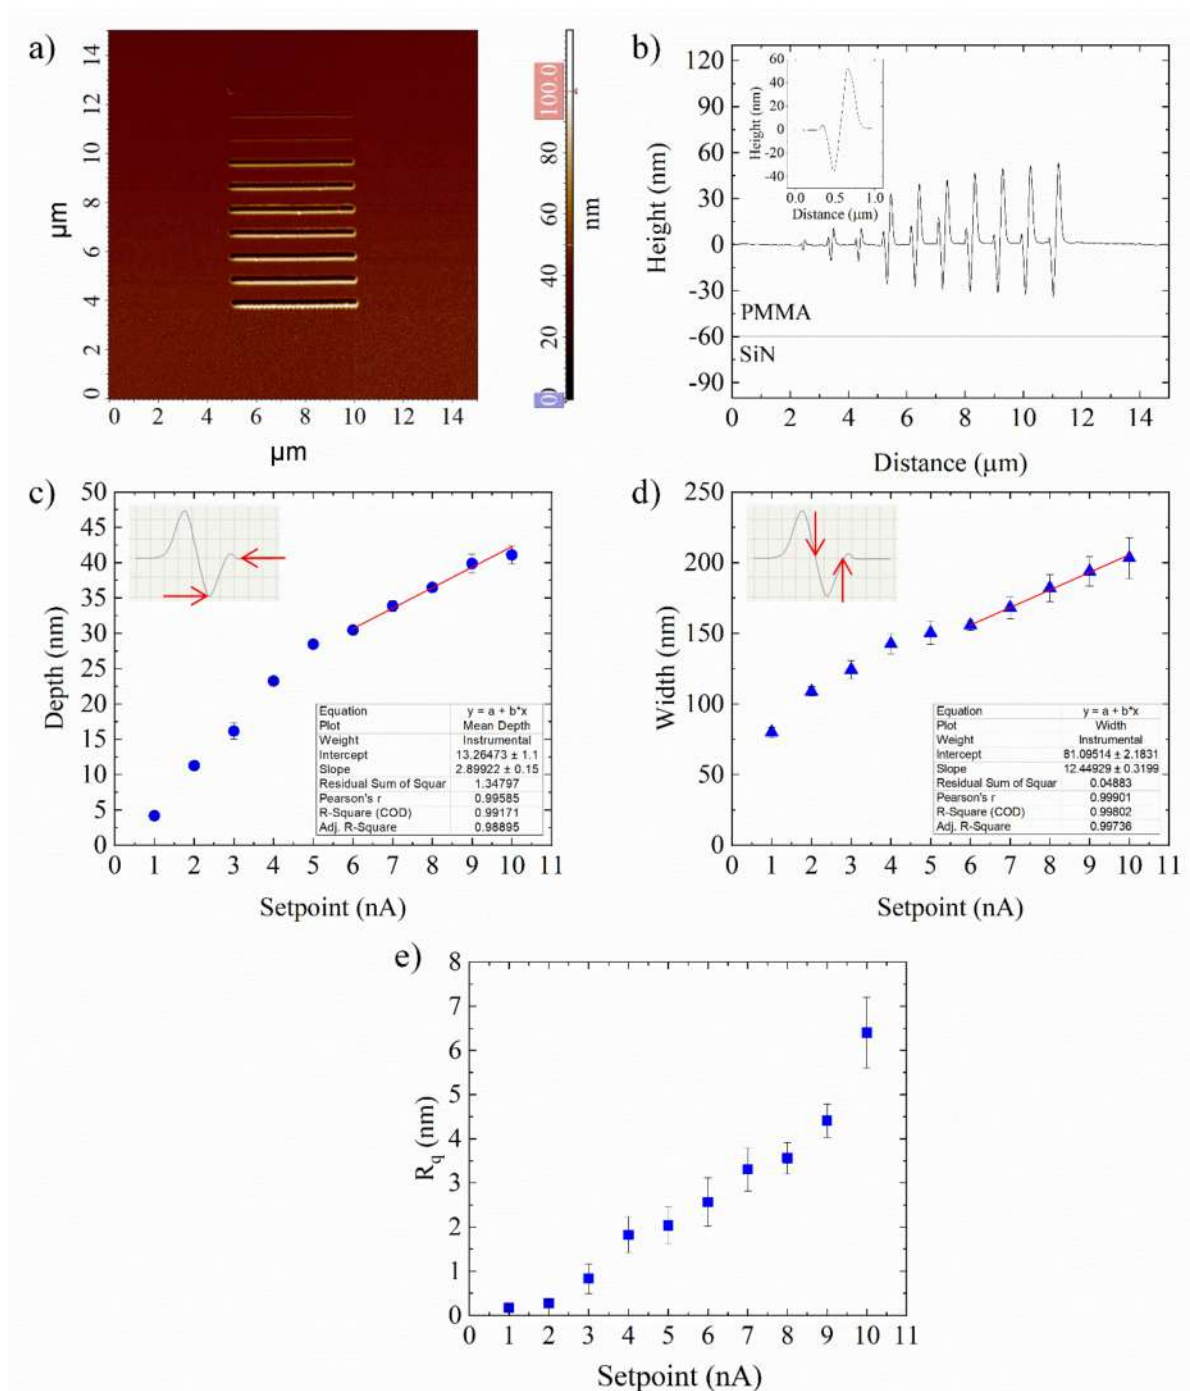 a)
14
12
10
8
6
4
2
0
µm
0 2 4 6 8 10 12 14
µm
100.0
80
60
40
20
0
nm
b)
120
90
60
30
0
-30
-60
-90
Height (nm)
60
40
20
0
-20
-40
Height (nm)
0.0 0.5 1.0
Distance (µm)
PMMA
SiN
0 2 4 6 8 10 12 14
Distance (µm)
c)
50
45
40
35
30
25
20
15
10
5
0
Depth (nm)
Equation y = a + b*x
Plot Mean Depth
Weight Instrumental
Intercept 13.26473 ± 1.1
Slope 2.89922 ± 0.15
Residual Sum of Squar 1.34797
Pearson's r 0.99585
R-Square (COD) 0.99171
Adj. R-Square 0.98895
0 1 2 3 4 5 6 7 8 9 10 11
Setpoint (nA)
d)
250
200
150
100
50
0
Width (nm)
Equation y = a + b*x
Plot Width
Weight Instrumental
Intercept 81.09514 ± 2.1831
Slope 12.44929 ± 0.3199
Residual Sum of Squar 0.04883
Pearson's r 0.99901
R-Square (COD) 0.99802
Adj. R-Square 0.99736
0 1 2 3 4 5 6 7 8 9 10 11
Setpoint (nA)
e)
8
7
6
5
4
3
2
1
0
Rq (nm)
0 1 2 3 4 5 6 7 8 9 10 11
Setpoint (nA)